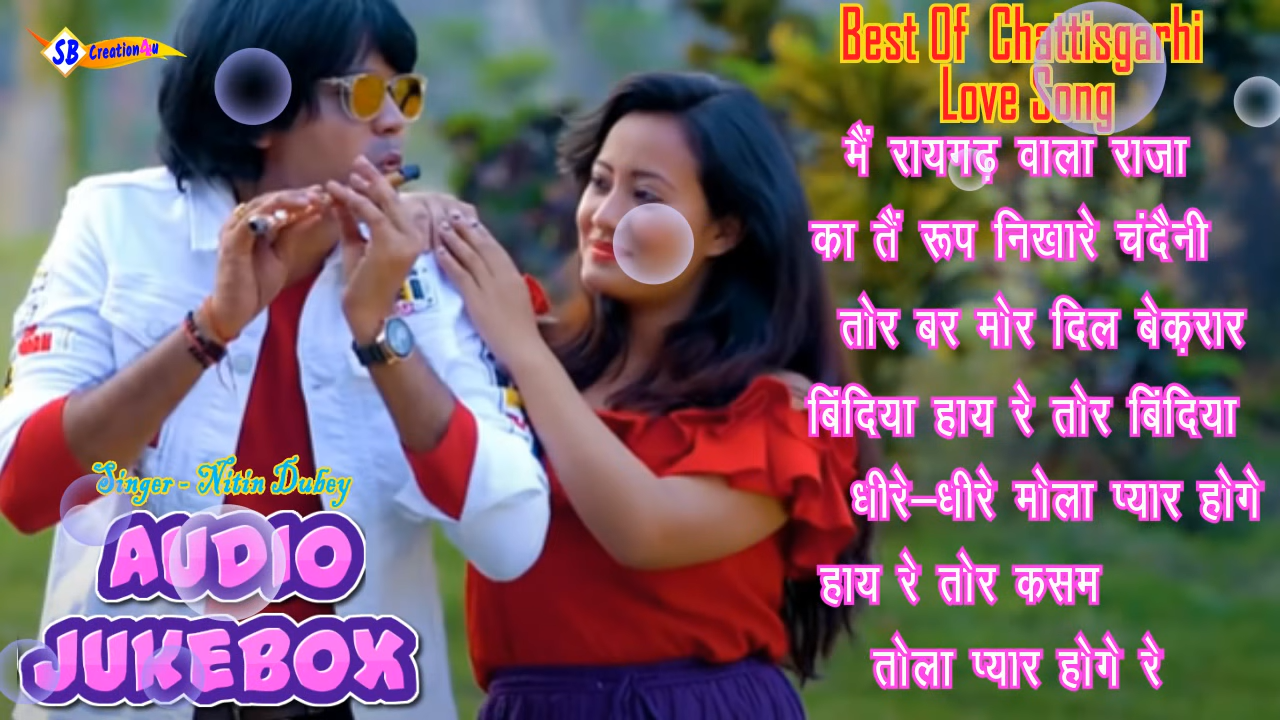 SB Creation4u
Best Of Chattisgarhi
Love Song
मैं रायगढ़ वाला राजा
का तैं रूप निखारे चंदैनी
तोर बर मोर दिल बेक़रार
बिंदिया हाय रे तोर बिंदिया
धीरे–धीरे मोला प्यार होगे
हाय रे तोर कसम
तोला प्यार होगे रे
Singer - Nitin Dubey
AUDIO
JUKEBOX